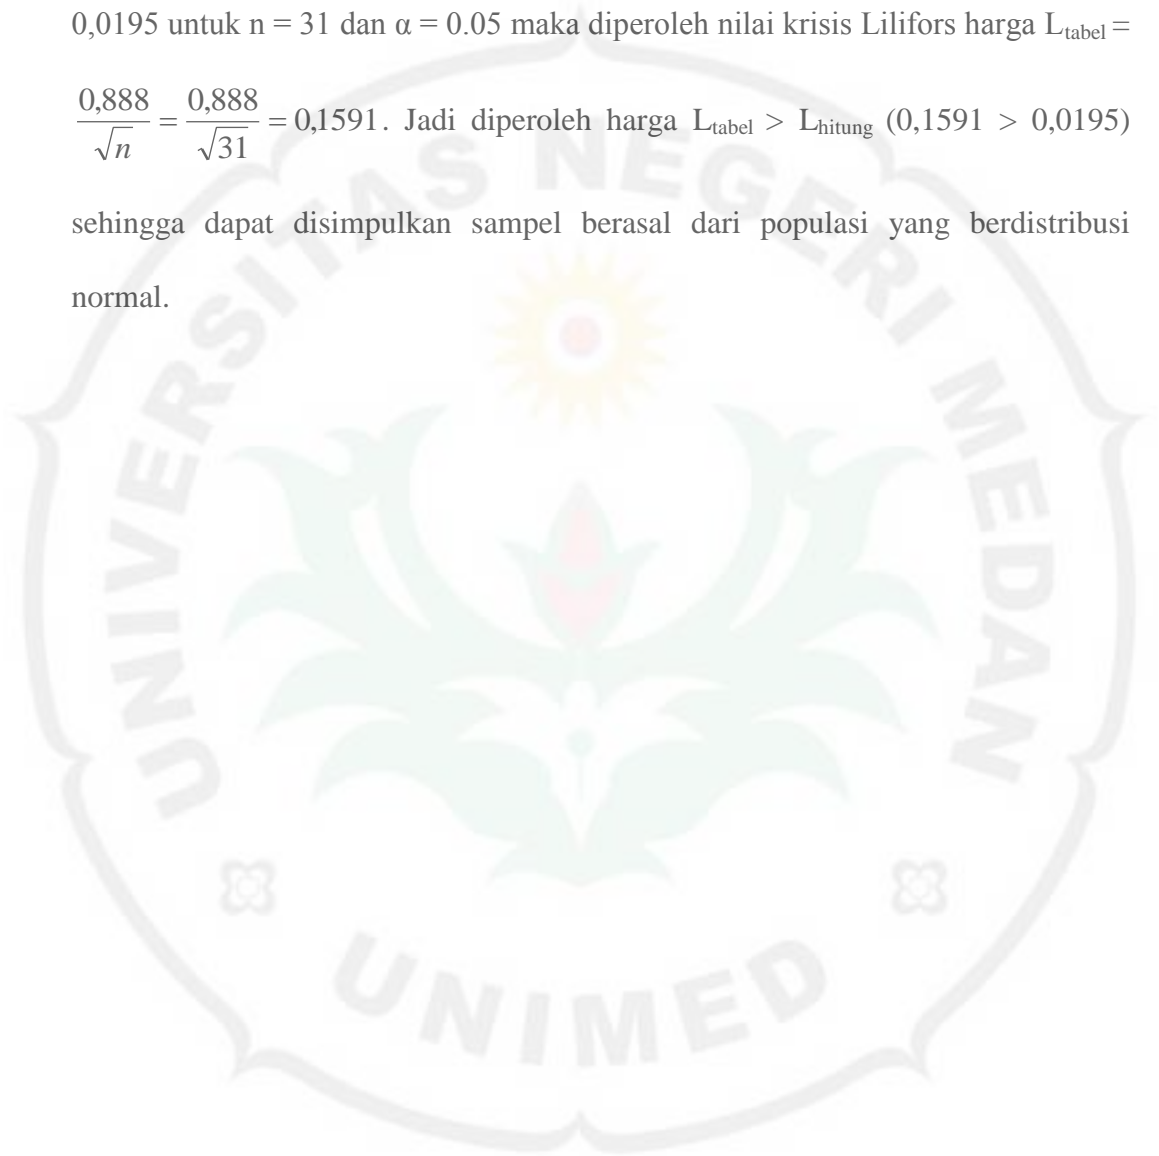 0,0195 untuk n = 31 dan α = 0.05 maka diperoleh nilai krisis Lilifors harga Ltabel =
0,888/√n = 0,888/√31 = 0,1591. Jadi diperoleh harga Ltabel > Lhitung (0,1591 > 0,0195)
sehingga dapat disimpulkan sampel berasal dari populasi yang berdistribusi
normal.
UNIVERSITAS NEGERI MEDAN
UNIMED